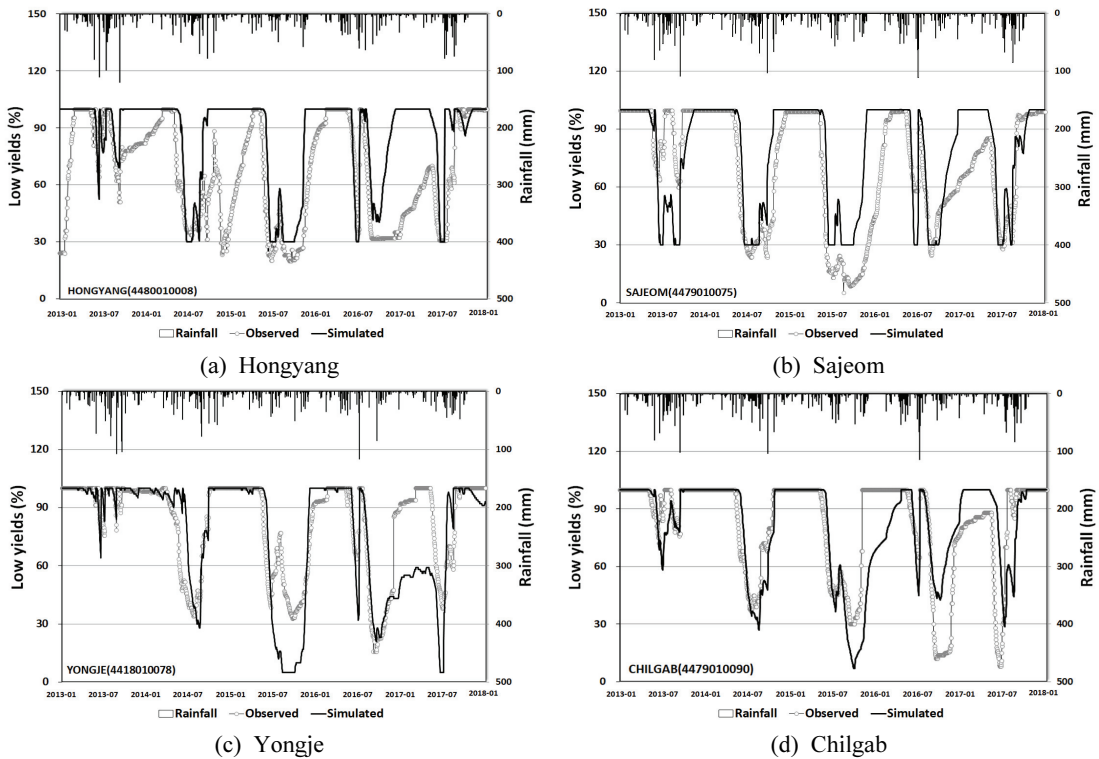 150
120
90
60
30
0
Low yields (%)
0
100
200
300
400
500
Rainfall (mm)
HONGYANG(4480010008)
2013-01 2013-07 2014-01 2014-07 2015-01 2015-07 2016-01 2016-07 2017-01 2017-07 2018-01
Rainfall Observed Simulated
(a) Hongyang
150
120
90
60
30
0
Low yields (%)
0
100
200
300
400
500
Rainfall (mm)
SAJEOM(4479010075)
2013-01 2013-07 2014-01 2014-07 2015-01 2015-07 2016-01 2016-07 2017-01 2017-07 2018-01
Rainfall Observed Simulated
(b) Sajeom
150
120
90
60
30
0
Low yields (%)
0
100
200
300
400
500
Rainfall (mm)
YONGJE(4418010078)
2013-01 2013-07 2014-01 2014-07 2015-01 2015-07 2016-01 2016-07 2017-01 2017-07 2018-01
Rainfall Observed Simulated
(c) Yongje
150
120
90
60
30
0
Low yields (%)
0
100
200
300
400
500
Rainfall (mm)
CHILGAB(4479010090)
2013-01 2013-07 2014-01 2014-07 2015-01 2015-07 2016-01 2016-07 2017-01 2017-07 2018-01
Rainfall Observed Simulated
(d) Chilgab